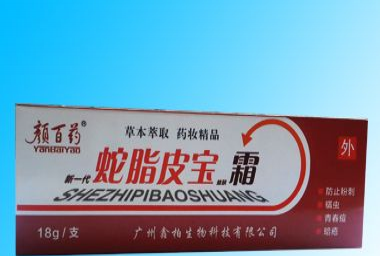 颜百药®
YANBAIYAO
草本萃取 药妆精品
外
新一代
蛇脂皮宝霜
SHEZHIPIBAOSHUANG
防止粉刺
螨虫
青春痘
蛤疮
18g/支
广州鑫柏生物科技有限公司